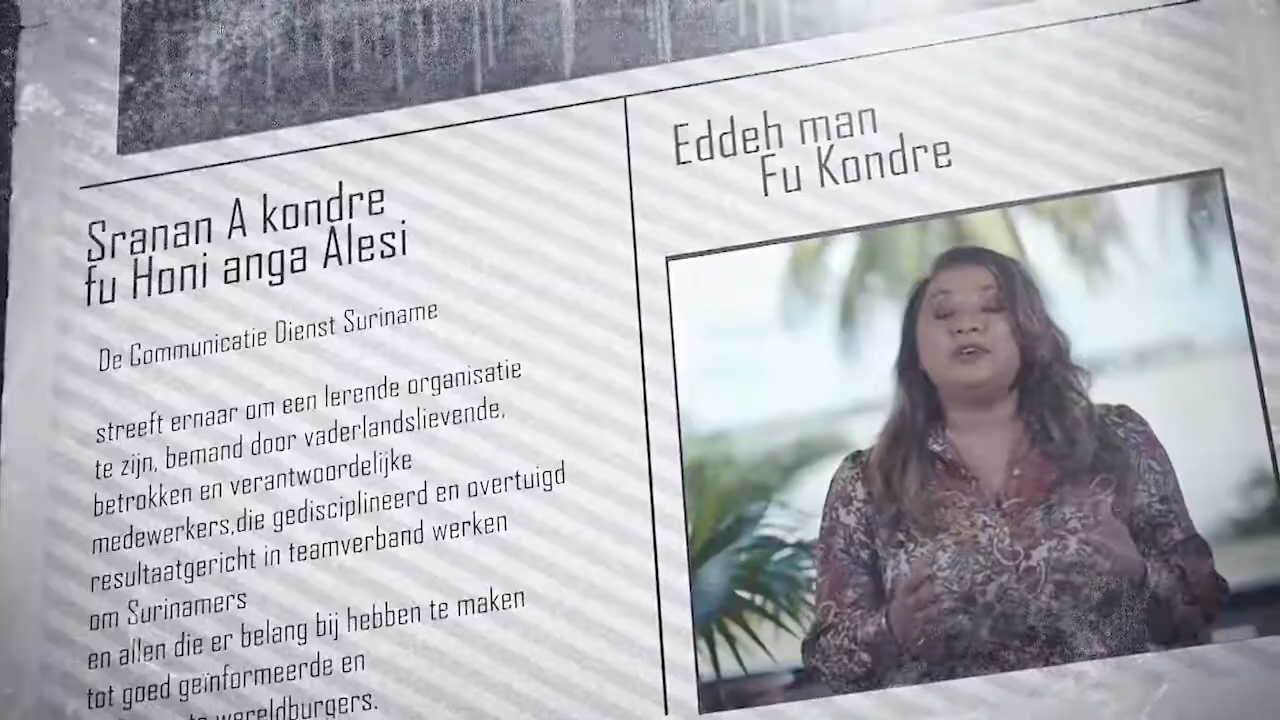 Sranan A kondre
fu Honi anga Alesi
De Communicatie Dienst Suriname
streeft ernaar om een lerende organisatie
te zijn, bemand door vaderlandslievende,
betrokken en verantwoordelijke
medewerkers,die gedisciplineerd en overtuigd
resultaatgericht in teamverband werken
om Surinamers
en allen die er belang bij hebben te maken
tot goed geïnformeerde en
wereldburgers.
Eddeh man
Fu Kondre